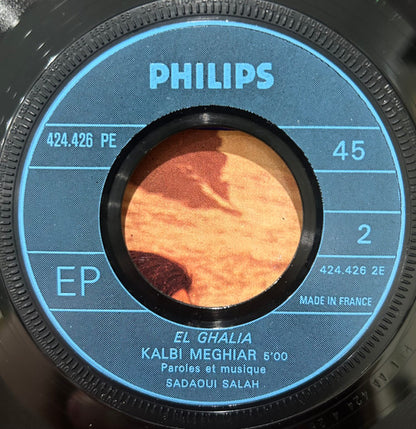 PHILIPS
424.426 PE
45
2
EP
424.426 2E
MADE IN FRANCE
EL GHALIA
KALBI MEGHIAR 5'00
Paroles et musique
SADAOUI SALAH